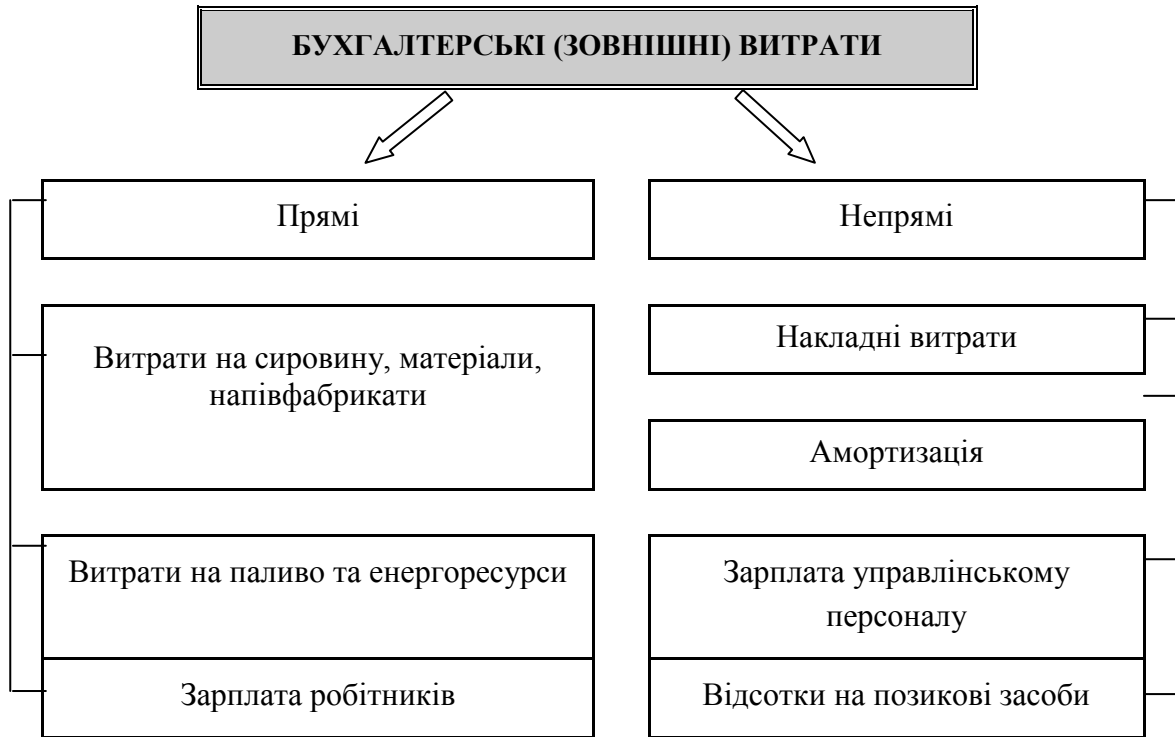 БУХГАЛТЕРСЬКІ (ЗОВНІШНІ) ВИТРАТИ
Прямі
Непрямі
Витрати на сировину, матеріали,
напівфабрикати
Накладні витрати
Амортизація
Витрати на паливо та енергоресурси
Зарплата управлінському
персоналу
Зарплата робітників
Відсотки на позикові засоби